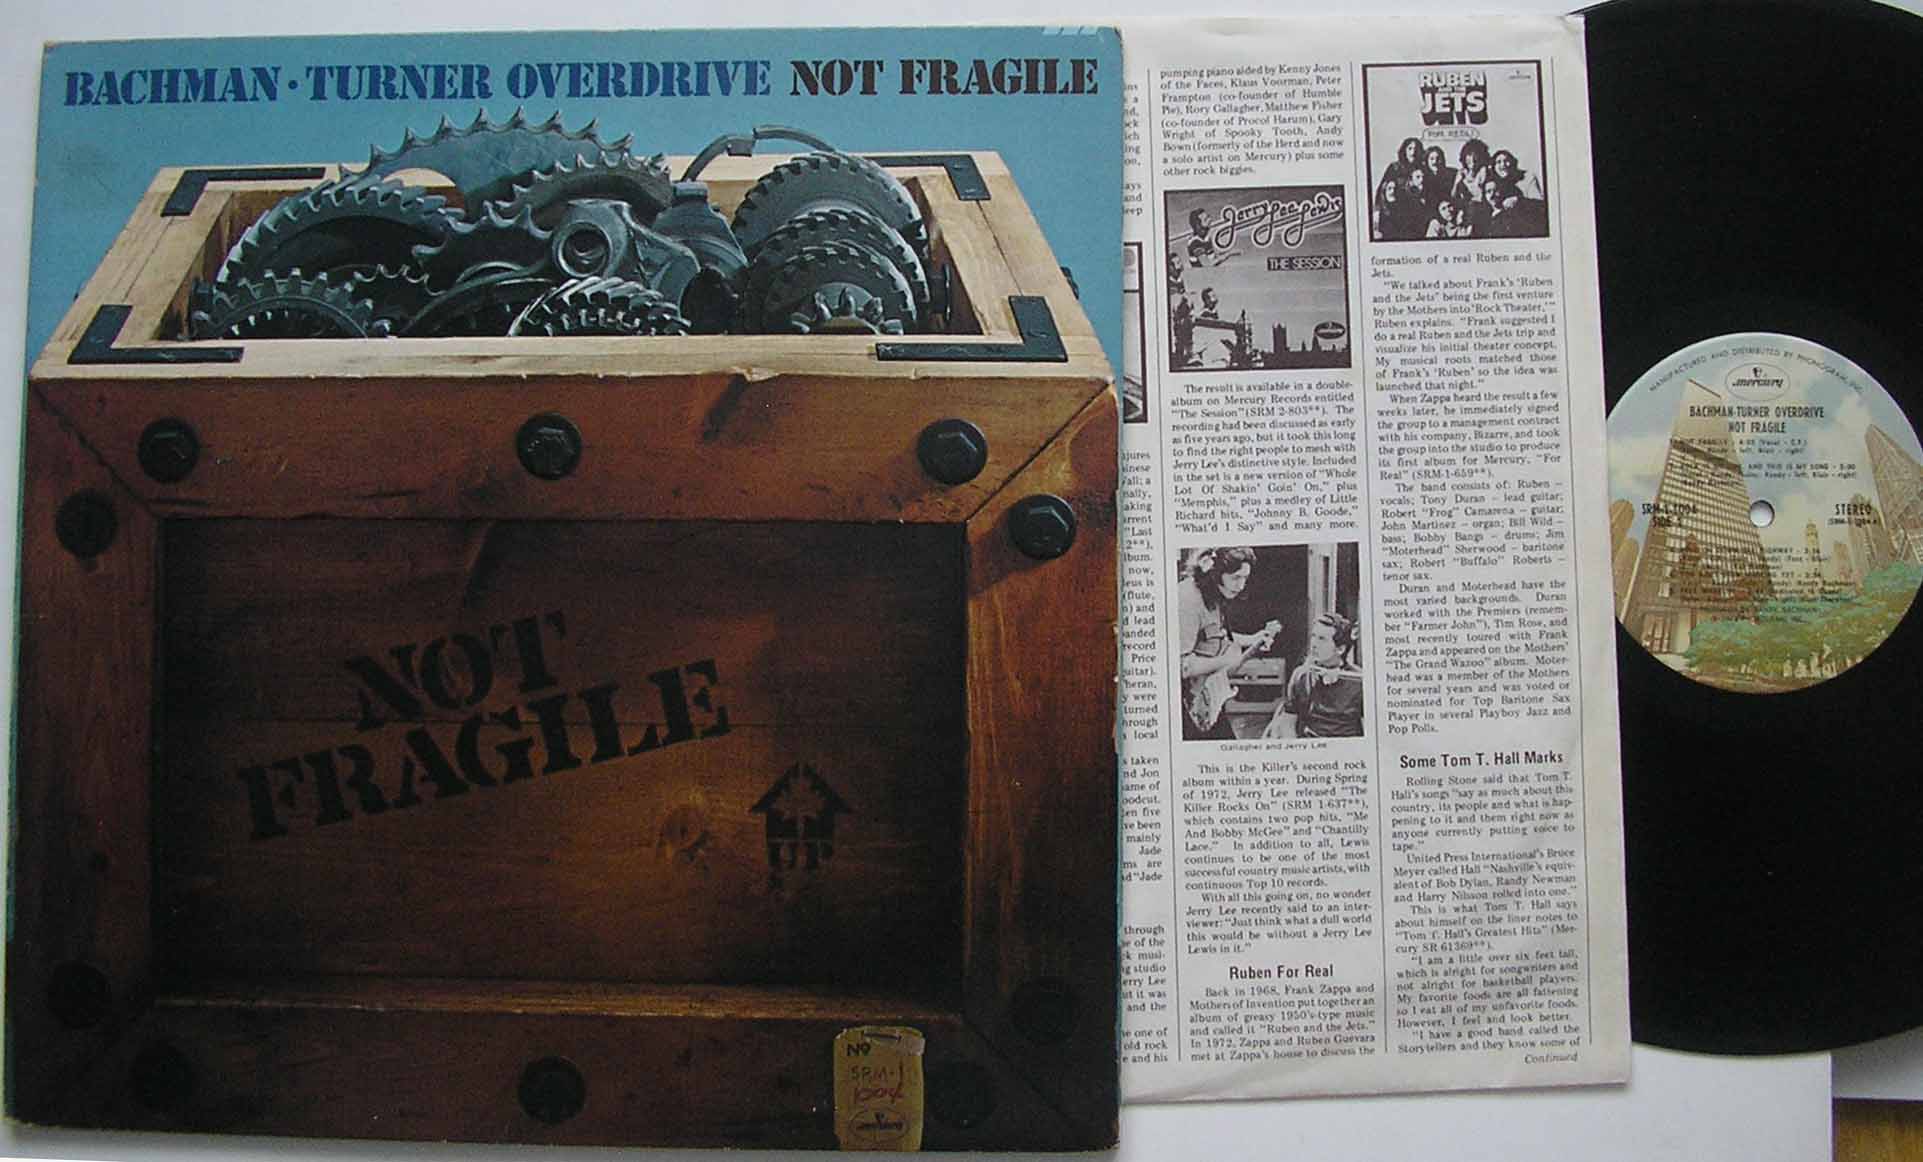 BACHMAN · TURNER OVERDRIVE NOT FRAGILE
NOT
FRAGILE
UP
Nº
SRM-1
1004
mercury
pumping piano aided by Kenny Jones
of the Faces, Klaus Voorman, Peter
Frampton (co-founder of Humble
Pie), Rory Gallagher, Matthew Fisher
(co-founder of Procol Harum), Gary
Wright of Spooky Tooth, Andy
Bown (formerly of the Herd and now
a solo artist on Mercury) plus some
other rock biggies.
Jerry Lee Lewis
THE SESSION
The result is available in a double-
album on Mercury Records entitled
"The Session" (SRM 2-803**). The
recording had been discussed as early
as five years ago, but it took this long
to find the right people to mesh with
Jerry Lee's distinctive style. Included
in the set is a new version of "Whole
Lot Of Shakin' Goin' On," plus
"Memphis," plus a medley of Little
Richard hits, "Johnny B. Goode,"
"What'd I Say" and many more.
Gallagher and Jerry Lee
This is the Killer's second rock
album within a year. During Spring
of 1972, Jerry Lee released "The
Killer Rocks On" (SRM 1-637**),
which contains two pop hits, "Me
And Bobby McGee" and "Chantilly
Lace." In addition to all, Lewis
continues to be one of the most
successful country music artists, with
continuous Top 10 records.
With all this going on, no wonder
Jerry Lee recently said to an inter-
viewer: "Just think what a dull world
this would be without a Jerry Lee
Lewis in it."
Ruben For Real
Back in 1968, Frank Zappa and
Mothers of Invention put together an
album of greasy 1950's-type music
and called it "Ruben and the Jets."
In 1972, Zappa and Ruben Guevara
met at Zappa's house to discuss the
RUBEN
JETS
FOR REAL!
formation of a real Ruben and the
Jets.
"We talked about Frank's 'Ruben
and the Jets' being the first venture
by the Mothers into 'Rock Theater,'"
Ruben explains. "Frank suggested I
do a real Ruben and the Jets trip and
visualize his initial theater concept.
My musical roots matched those
of Frank's 'Ruben' so the idea was
launched that night."
When Zappa heard the result a few
weeks later, he immediately signed
the group to a management contract
with his company, Bizarre, and took
the group into the studio to produce
its first album for Mercury, "For
Real" (SRM-1-659**).
The band consists of: Ruben –
vocals; Tony Duran – lead guitar;
Robert "Frog" Camarena – guitar;
John Martinez – organ; Bill Wild –
bass; Bobby Bangs – drums; Jim
"Moterhead" Sherwood – baritone
sax; Robert "Buffalo" Roberts –
tenor sax.
Duran and Moterhead have the
most varied backgrounds. Duran
worked with the Premiers (remem-
ber "Farmer John"), Tim Rose, and
most recently toured with Frank
Zappa and appeared on the Mothers'
"The Grand Wazoo" album. Moter-
head was a member of the Mothers
for several years and was voted or
nominated for Top Baritone Sax
Player in several Playboy Jazz and
Pop Polls.
Some Tom T. Hall Marks
Rolling Stone said that Tom T.
Hall's songs "say as much about this
country, its people and what is hap-
pening to it and them right now as
anyone currently putting voice to
tape."
United Press International's Bruce
Meyer called Hall "Nashville's equiv-
alent of Bob Dylan, Randy Newman
and Harry Nilsson rolled into one."
This is what Tom T. Hall says
about himself on the liner notes to
"Tom T. Hall's Greatest Hits" (Mer-
cury SR 61369**).
"I am a little over six feet tall,
which is alright for songwriters and
not alright for basketball players.
My favorite foods are all fattening
so I eat all of my unfavorite foods.
However, I feel and look better.
"I have a good band called the
Storytellers and they know some of
Continued
MANUFACTURED AND DISTRIBUTED BY PHONOGRAM, INC.
mercury
BACHMAN-TURNER OVERDRIVE
NOT FRAGILE
SRM-1-1004
SIDE
STEREO